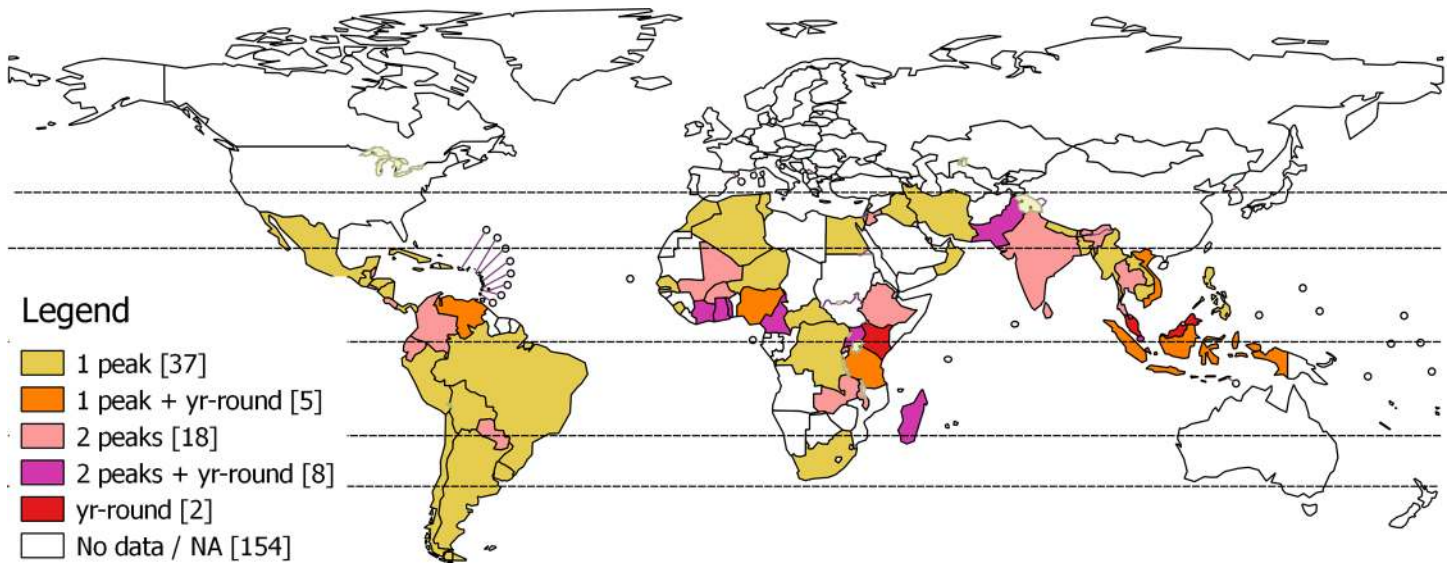 Legend
1 peak [37]
1 peak + yr-round [5]
2 peaks [18]
2 peaks + yr-round [8]
yr-round [2]
No data / NA [154]